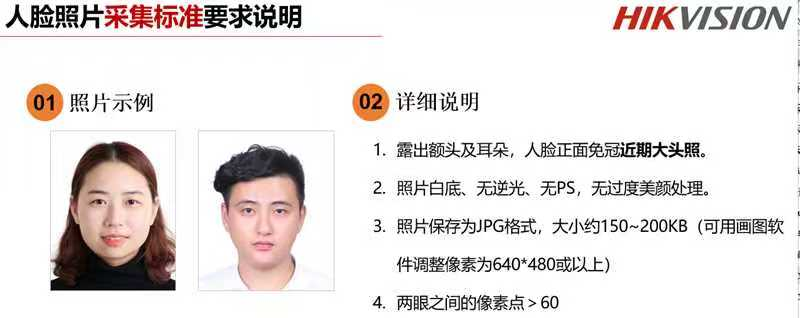 人脸照片采集标准要求说明
HIKVISION
01 照片示例
02 详细说明
1. 露出额头及耳朵，人脸正面免冠近期大头照。
2. 照片白底、无逆光、无PS，无过度美颜处理。
3. 照片保存为JPG格式，大小约150~200KB（可用画图软
件调整像素为640*480或以上）
4. 两眼之间的像素点＞60